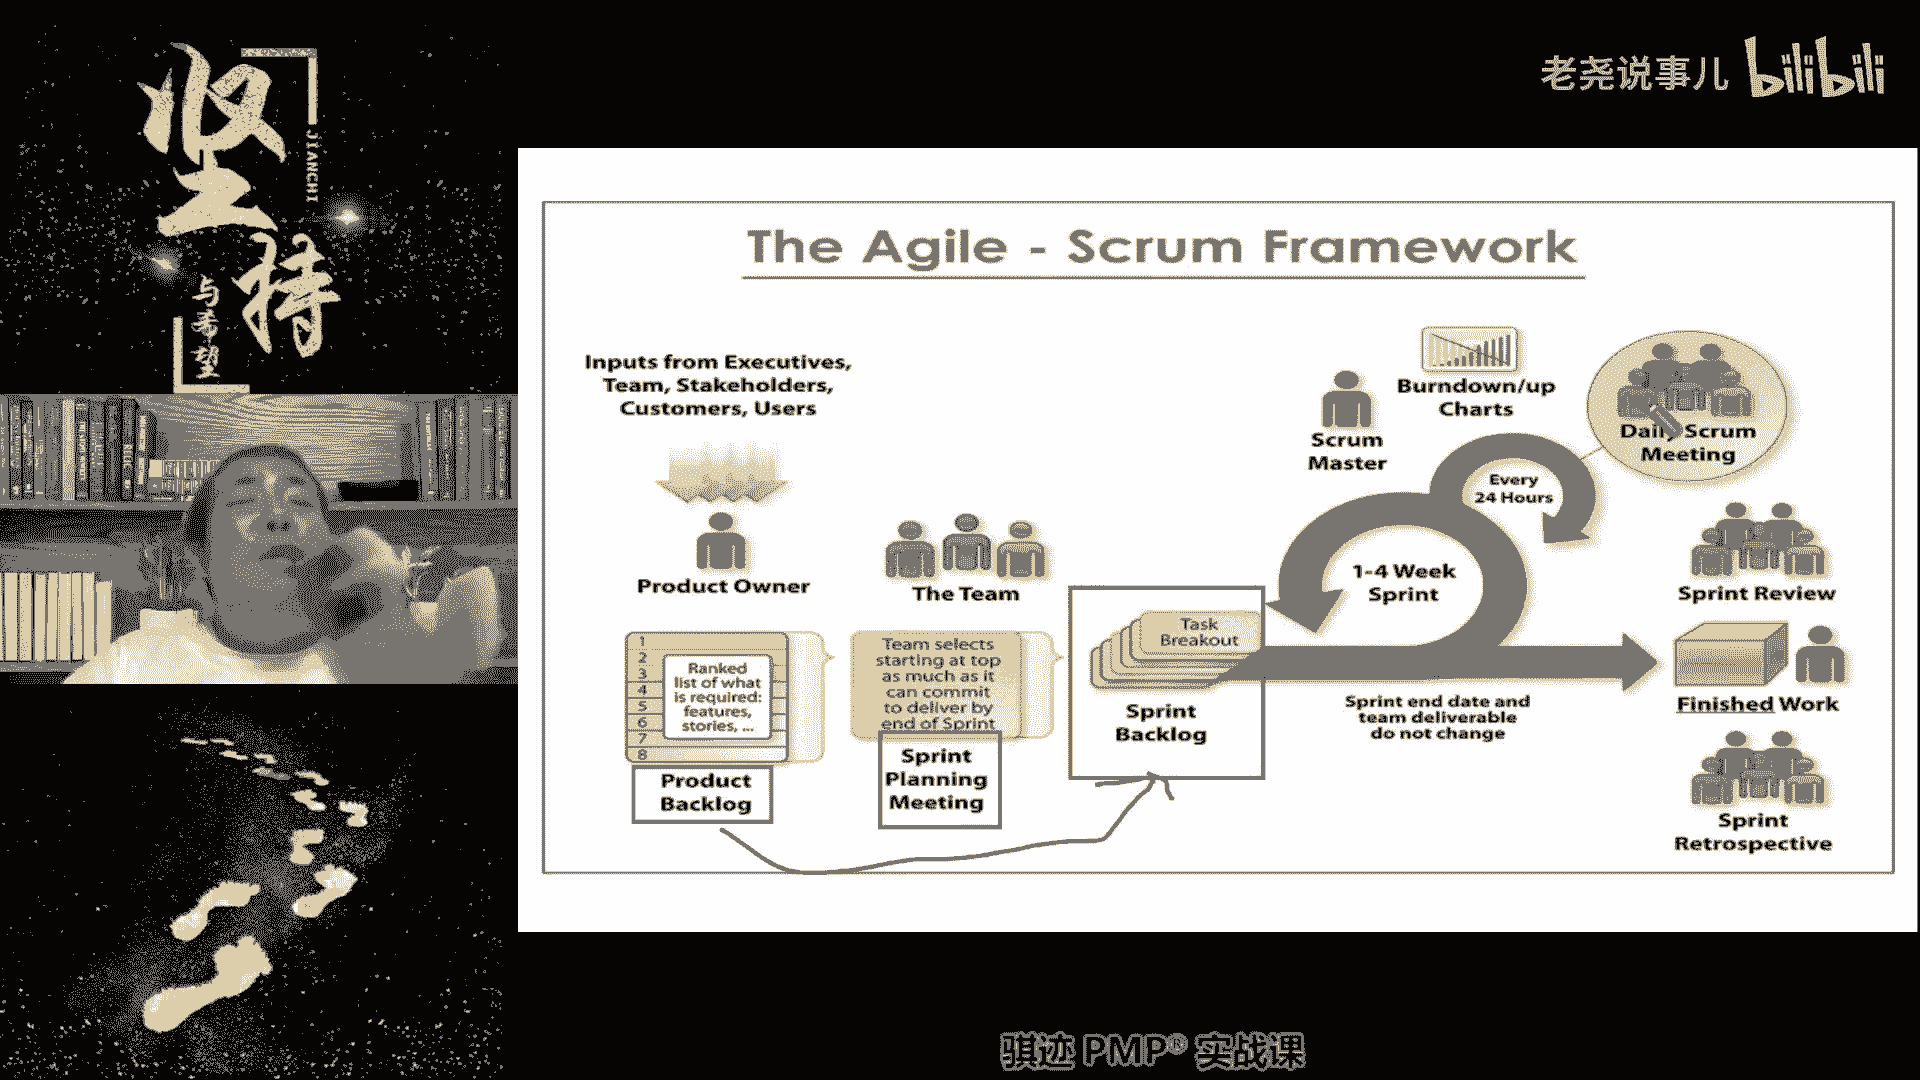 坚持
JIANCHI
与希望
老尧说事儿 bilibili
The Agile - Scrum Framework
Inputs from Executives,
Team, Stakeholders,
Customers, Users
Product Owner
The Team
1
2
3
4
5
6
7
8
Ranked
list of what
is required:
features,
stories, ...
Product
Backlog
Team selects
starting at top
as much as it
can commit
to deliver by
end of Sprint
Sprint
Planning
Meeting
Task
Breakout
Sprint
Backlog
Scrum
Master
Burndown/up
Charts
Every
24 Hours
1-4 Week
Sprint
Sprint end date and
team deliverable
do not change
Daily Scrum
Meeting
Sprint Review
Finished Work
Sprint
Retrospective
骐迹 PMP® 实战课